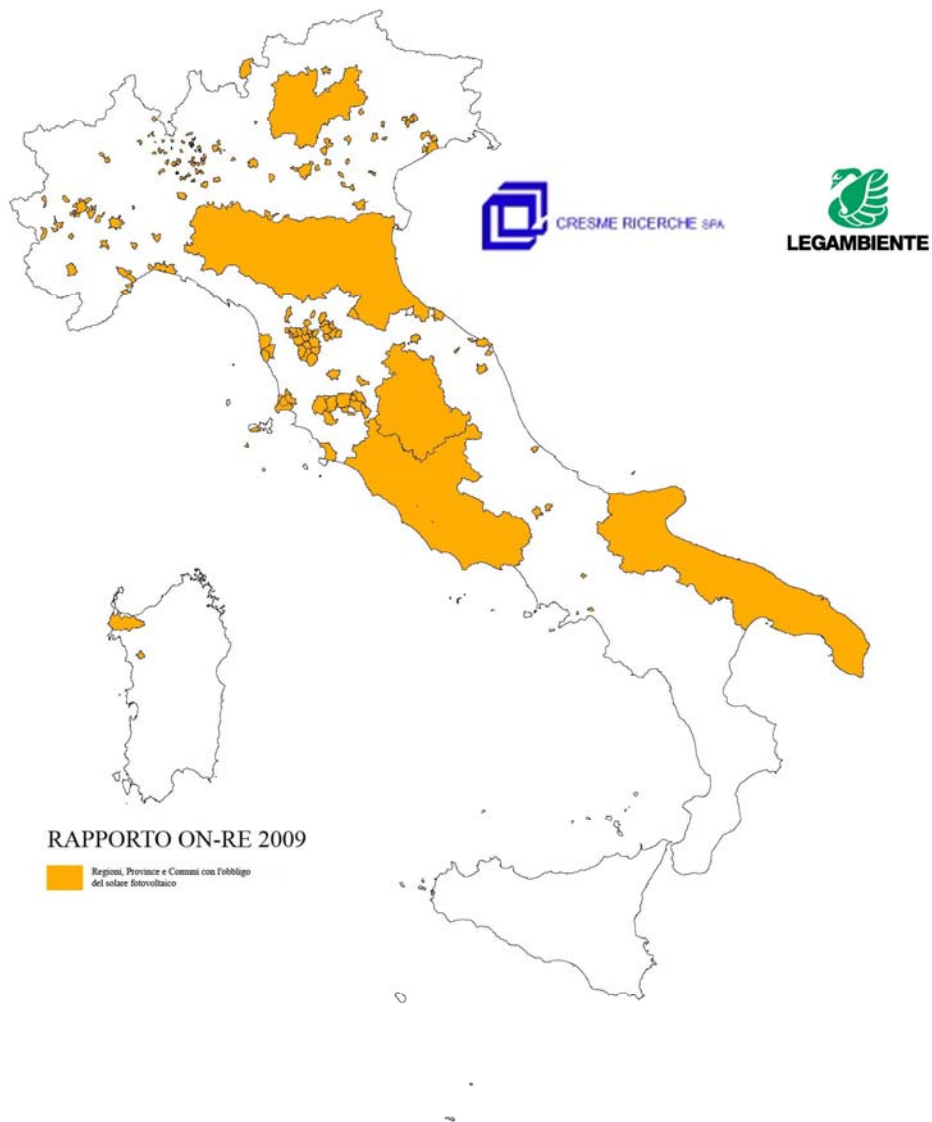 CRESME RICERCHE SPA
LEGAMBIENTE
RAPPORTO ON-RE 2009
Regioni, Province e Comuni con l'obbligo
del solare fotovoltaico